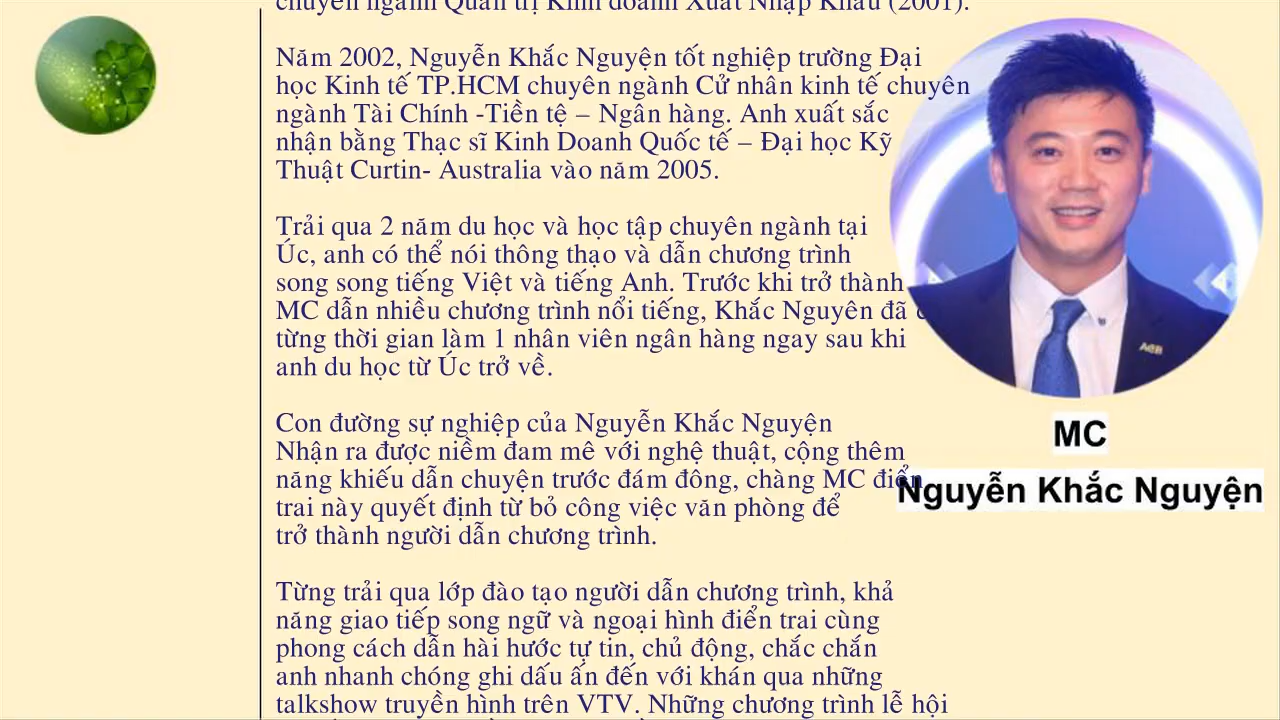 chuyên ngành Quản trị Kinh doanh Xuất Nhập Khẩu (2001).
Năm 2002, Nguyễn Khắc Nguyện tốt nghiệp trường Đại
học Kinh tế TP.HCM chuyên ngành Cử nhân kinh tế chuyên
ngành Tài Chính -Tiền tệ – Ngân hàng. Anh xuất sắc
nhận bằng Thạc sĩ Kinh Doanh Quốc tế – Đại học Kỹ
Thuật Curtin- Australia vào năm 2005.
Trải qua 2 năm du học và học tập chuyên ngành tại
Úc, anh có thể nói thông thạo và dẫn chương trình
song song tiếng Việt và tiếng Anh. Trước khi trở thành
MC dẫn nhiều chương trình nổi tiếng, Khắc Nguyên đã
từng thời gian làm 1 nhân viên ngân hàng ngay sau khi
anh du học từ Úc trở về.
Con đường sự nghiệp của Nguyễn Khắc Nguyện
Nhận ra được niềm đam mê với nghệ thuật, cộng thêm
năng khiếu dẫn chuyện trước đám đông, chàng MC điển
trai này quyết định từ bỏ công việc văn phòng để
trở thành người dẫn chương trình.
Từng trải qua lớp đào tạo người dẫn chương trình, khả
năng giao tiếp song ngữ và ngoại hình điển trai cùng
phong cách dẫn hài hước tự tin, chủ động, chắc chắn
anh nhanh chóng ghi dấu ấn đến với khán qua những
talkshow truyền hình trên VTV. Những chương trình lễ hội
MC
Nguyễn Khắc Nguyện